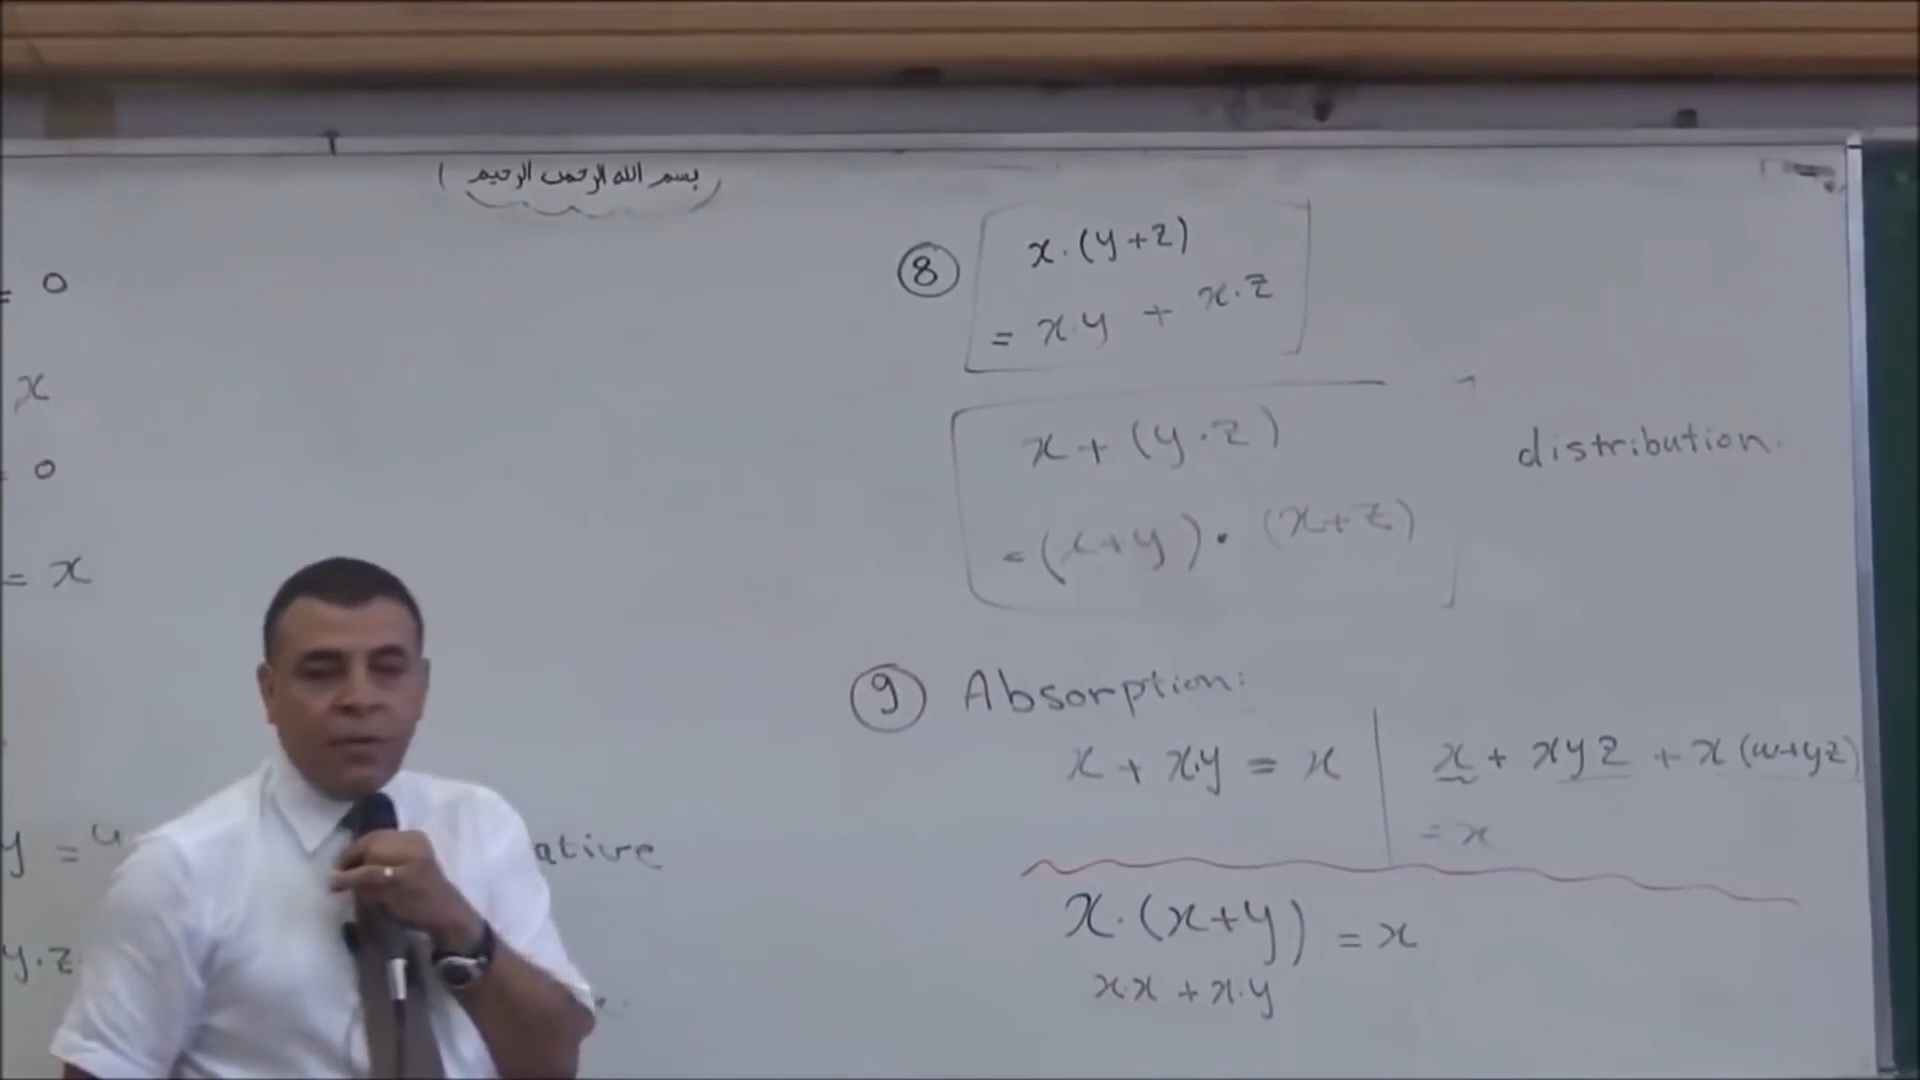 بسم الله الرحمن الرحيم
= 0
x
= 0
= x
y = y
ative
y.z
8
x.(y+z)
= x.y + x.z
x+(y.z)
=(x+y).(x+z)
distribution.
9 Absorption:
x + x.y = x
x + xyz + x(w+yz)
= x
x.(x+y) = x
x.x + x.y